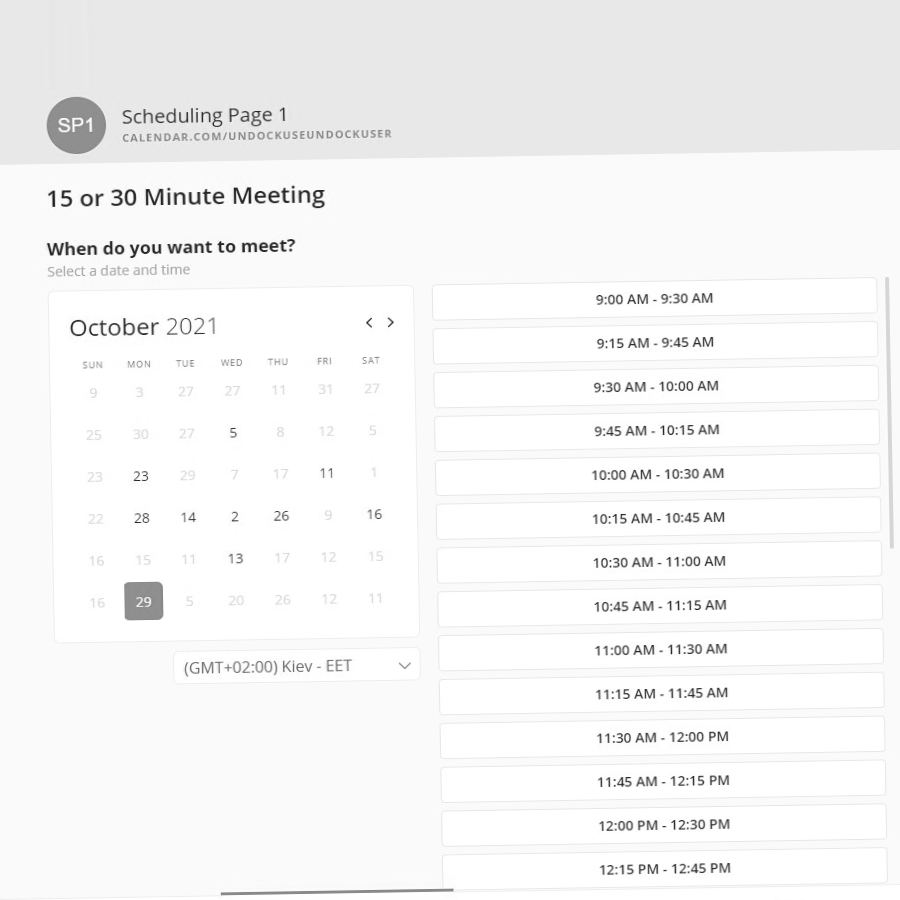 SP1
Scheduling Page 1
CALENDAR.COM/UNDOCKUSEUNDOCKUSER
15 or 30 Minute Meeting
When do you want to meet?
Select a date and time
October 2021
SUN MON TUE WED THU FRI SAT
9 3 27 27 11 31 27
25 30 27 5 8 12 5
23 23 29 7 17 11 1
22 28 14 2 26 9 16
16 15 11 13 17 12 15
16 29 5 20 26 12 11
(GMT+02:00) Kiev - EET
9:00 AM - 9:30 AM
9:15 AM - 9:45 AM
9:30 AM - 10:00 AM
9:45 AM - 10:15 AM
10:00 AM - 10:30 AM
10:15 AM - 10:45 AM
10:30 AM - 11:00 AM
10:45 AM - 11:15 AM
11:00 AM - 11:30 AM
11:15 AM - 11:45 AM
11:30 AM - 12:00 PM
11:45 AM - 12:15 PM
12:00 PM - 12:30 PM
12:15 PM - 12:45 PM